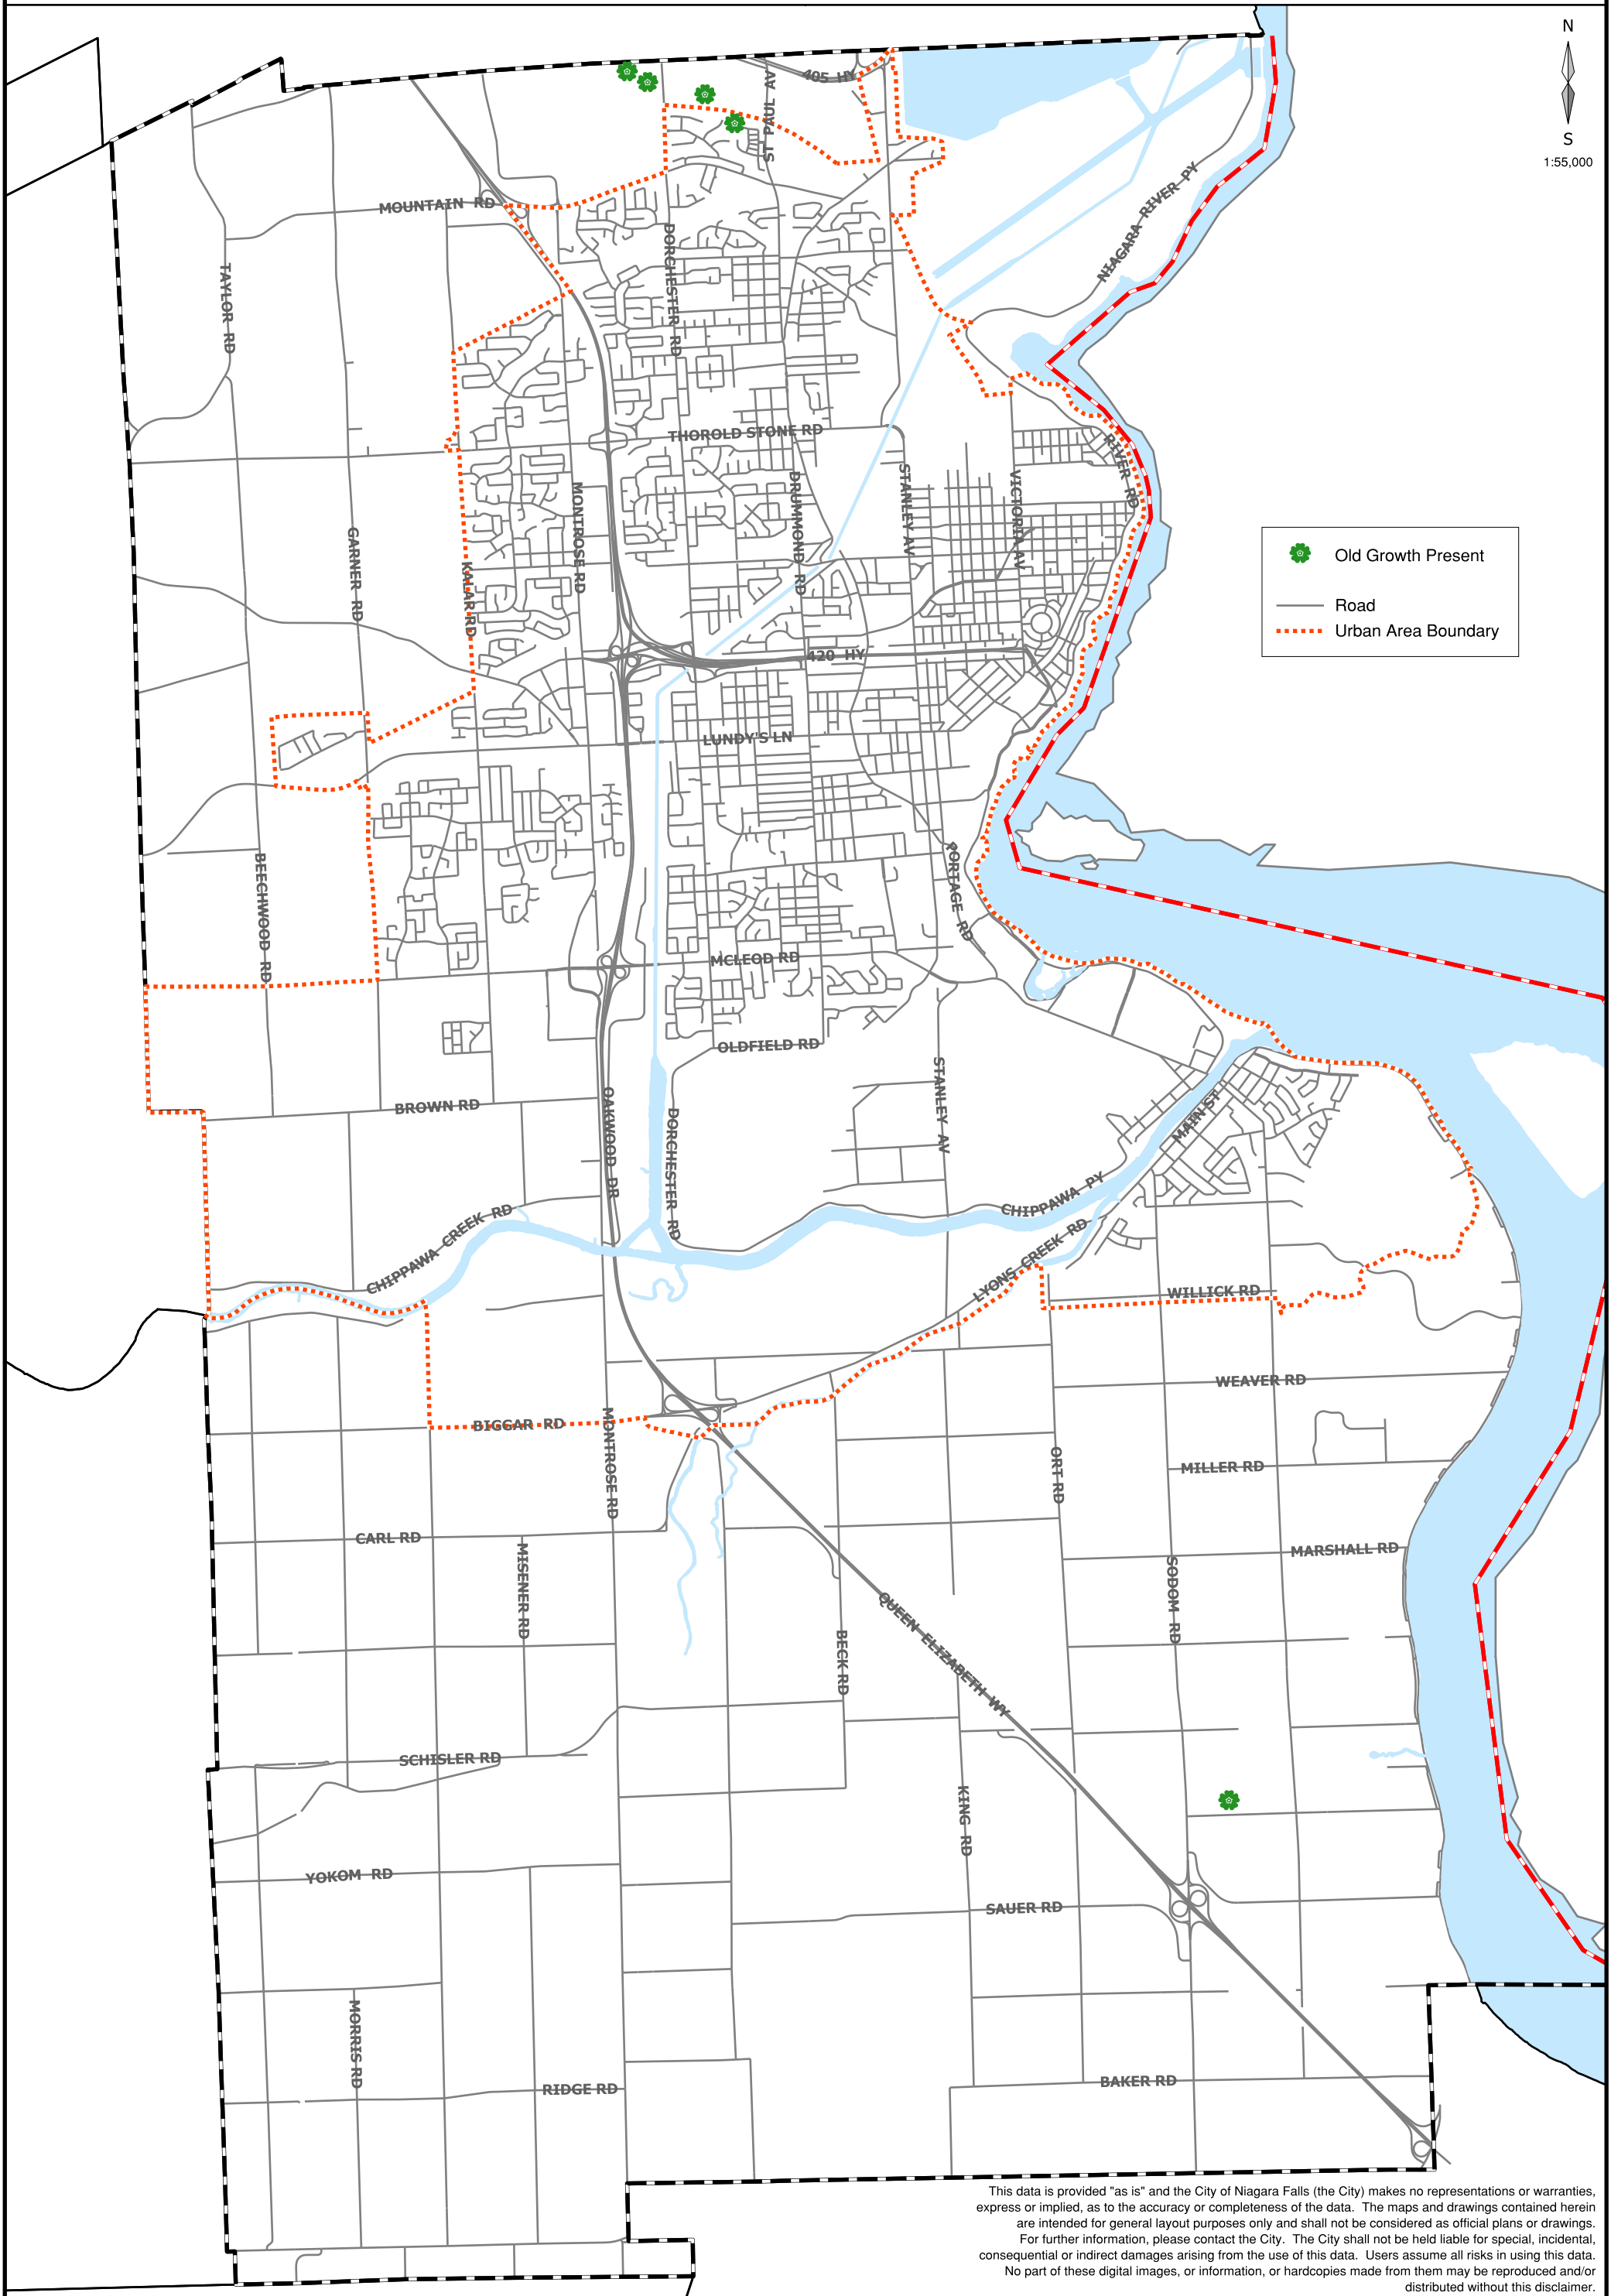 N
S
1:55,000
405 HY
ST PAUL AV
MOUNTAIN RD
NIAGARA RIVER PY
TAYLOR RD
DORCHESTER RD
THOROLD STONE RD
RIVER RD
MONTROSE RD
DRUMMOND RD
STANLEY AV
VICTORIA AV
GARNER RD
KALAR RD
Old Growth Present
Road
Urban Area Boundary
420 HY
LUNDY'S LN
BEECHWOOD RD
PORTAGE RD
MCLEOD RD
OLDFIELD RD
STANLEY AV
BROWN RD
OAKWOOD DR
DORCHESTER RD
MAIN ST
CHIPPAWA PY
CHIPPAWA CREEK RD
LYONS CREEK RD
WILLICK RD
WEAVER RD
BIGGAR RD
MONTROSE RD
ORT RD
MILLER RD
CARL RD
MISENER RD
MARSHALL RD
SODOM RD
QUEEN ELIZABETH WY
BECK RD
SCHISLER RD
KING RD
YOKOM RD
SAUER RD
MORRIS RD
RIDGE RD
BAKER RD
This data is provided "as is" and the City of Niagara Falls (the City) makes no representations or warranties,
express or implied, as to the accuracy or completeness of the data. The maps and drawings contained herein
are intended for general layout purposes only and shall not be considered as official plans or drawings.
For further information, please contact the City. The City shall not be held liable for special, incidental,
consequential or indirect damages arising from the use of this data. Users assume all risks in using this data.
No part of these digital images, or information, or hardcopies made from them may be reproduced and/or
distributed without this disclaimer.